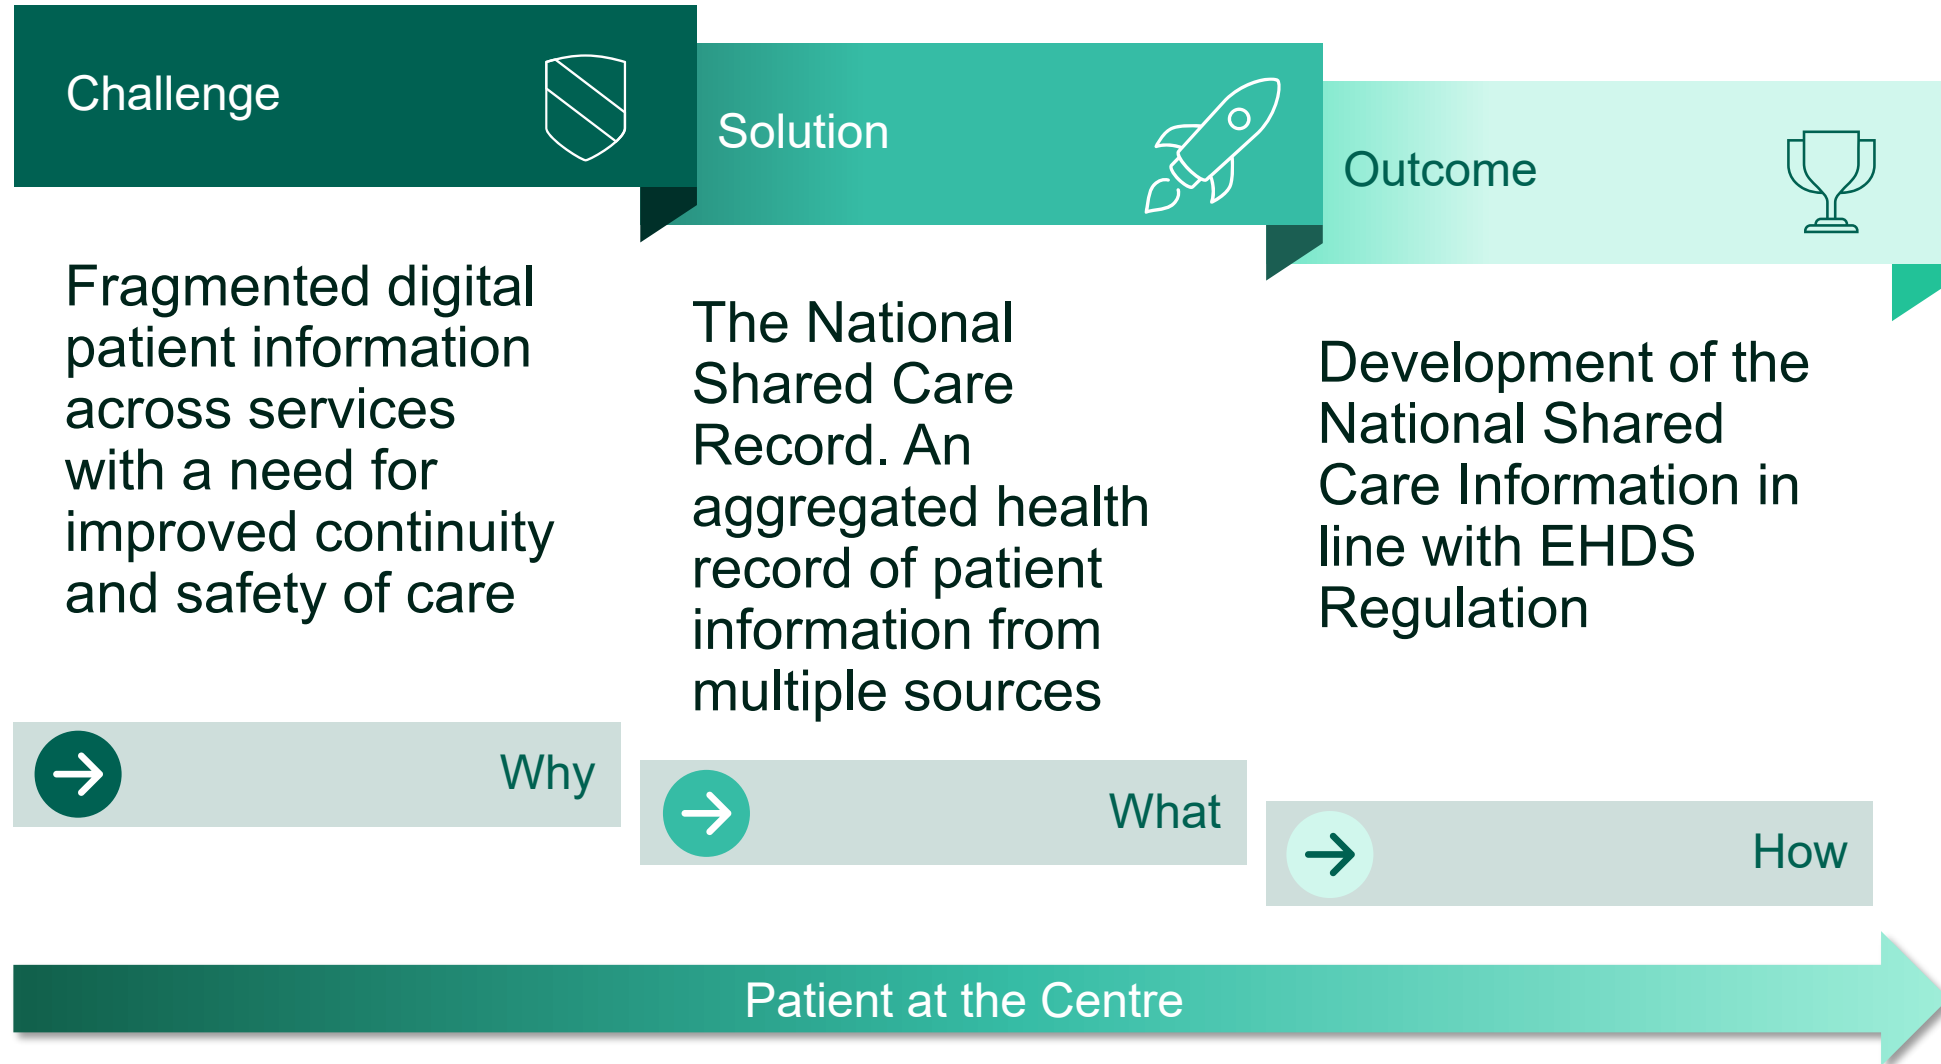 Challenge
Fragmented digital
patient information
across services
with a need for
improved continuity
and safety of care
Why
Solution
The National
Shared Care
Record. An
aggregated health
record of patient
information from
multiple sources
What
Outcome
Development of the
National Shared
Care Information in
line with EHDS
Regulation
How
Patient at the Centre